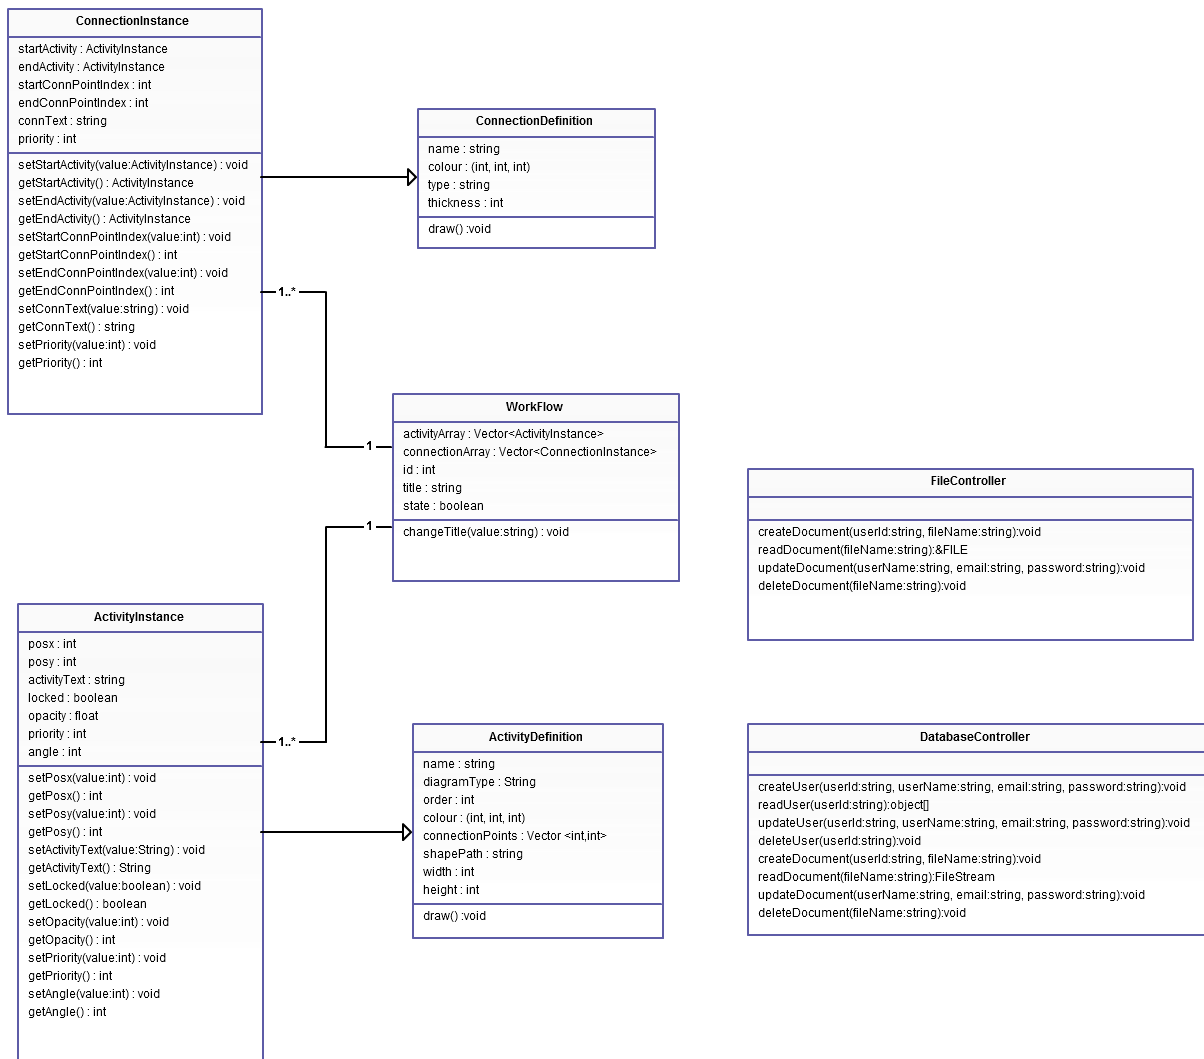 ConnectionInstance
startActivity : ActivityInstance
endActivity : ActivityInstance
startConnPointIndex : int
endConnPointIndex : int
connText : string
priority : int
setStartActivity(value:ActivityInstance) : void
getStartActivity() : ActivityInstance
setEndActivity(value:ActivityInstance) : void
getEndActivity() : ActivityInstance
setStartConnPointIndex(value:int) : void
getStartConnPointIndex() : int
setEndConnPointIndex(value:int) : void
getEndConnPointIndex() : int
setConnText(value:string) : void
getConnText() : string
setPriority(value:int) : void
getPriority() : int
ConnectionDefinition
name : string
colour : (int, int, int)
type : string
thickness : int
draw() :void
1..*
1
WorkFlow
activityArray : Vector<ActivityInstance>
connectionArray : Vector<ConnectionInstance>
id : int
title : string
state : boolean
changeTitle(value:string) : void
1
1..*
FileController
createDocument(userId:string, fileName:string):void
readDocument(fileName:string):&FILE
updateDocument(userName:string, email:string, password:string):void
deleteDocument(fileName:string):void
ActivityInstance
posx : int
posy : int
activityText : string
locked : boolean
opacity : float
priority : int
angle : int
setPosx(value:int) : void
getPosx() : int
setPosy(value:int) : void
getPosy() : int
setActivityText(value:String) : void
getActivityText() : String
setLocked(value:boolean) : void
getLocked() : boolean
setOpacity(value:int) : void
getOpacity() : int
setPriority(value:int) : void
getPriority() : int
setAngle(value:int) : void
getAngle() : int
ActivityDefinition
name : string
diagramType : String
order : int
colour : (int, int, int)
connectionPoints : Vector <int,int>
shapePath : string
width : int
height : int
draw() :void
DatabaseController
createUser(userId:string, userName:string, email:string, password:string):void
readUser(userId:string):object[]
updateUser(userId:string, userName:string, email:string, password:string):void
deleteUser(userId:string):void
createDocument(userId:string, fileName:string):void
readDocument(fileName:string):FileStream
updateDocument(userName:string, email:string, password:string):void
deleteDocument(fileName:string):void